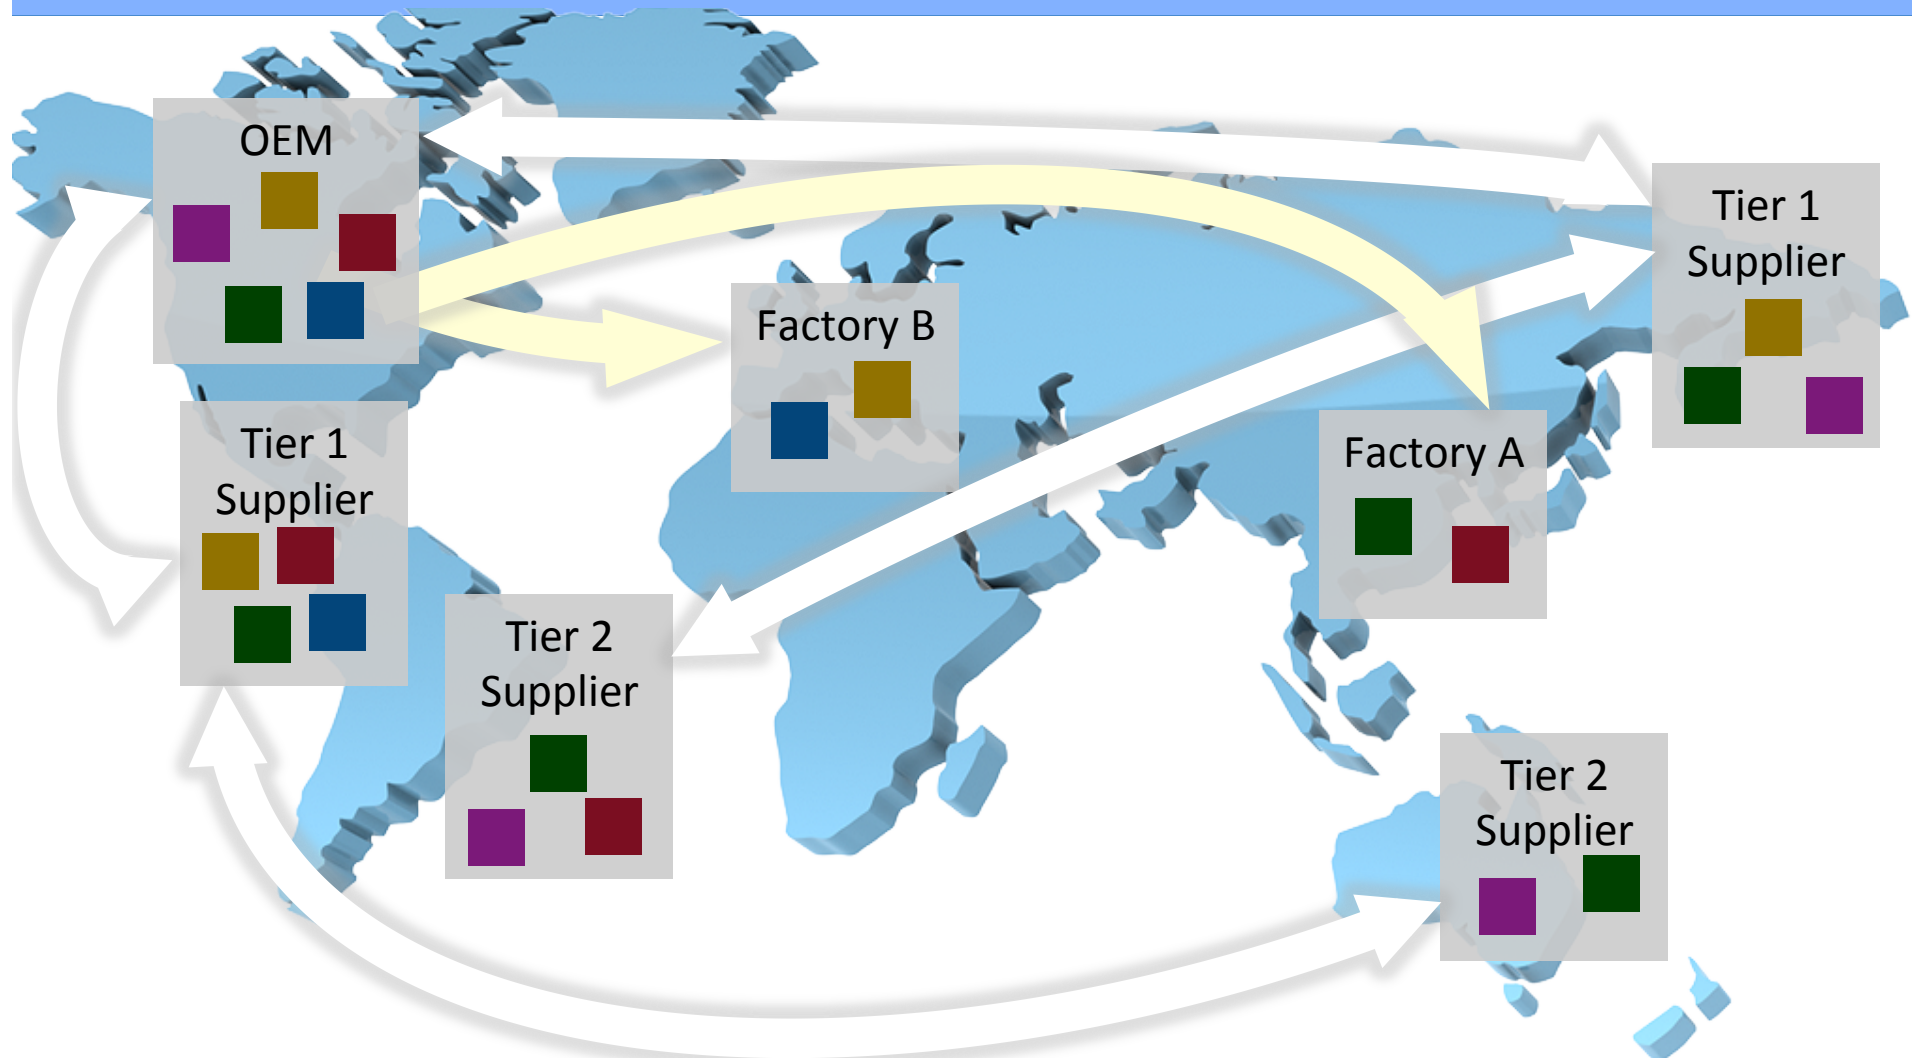 OEM
Tier 1
Supplier
Factory B
Factory A
Tier 1
Supplier
Tier 2
Supplier
Tier 2
Supplier